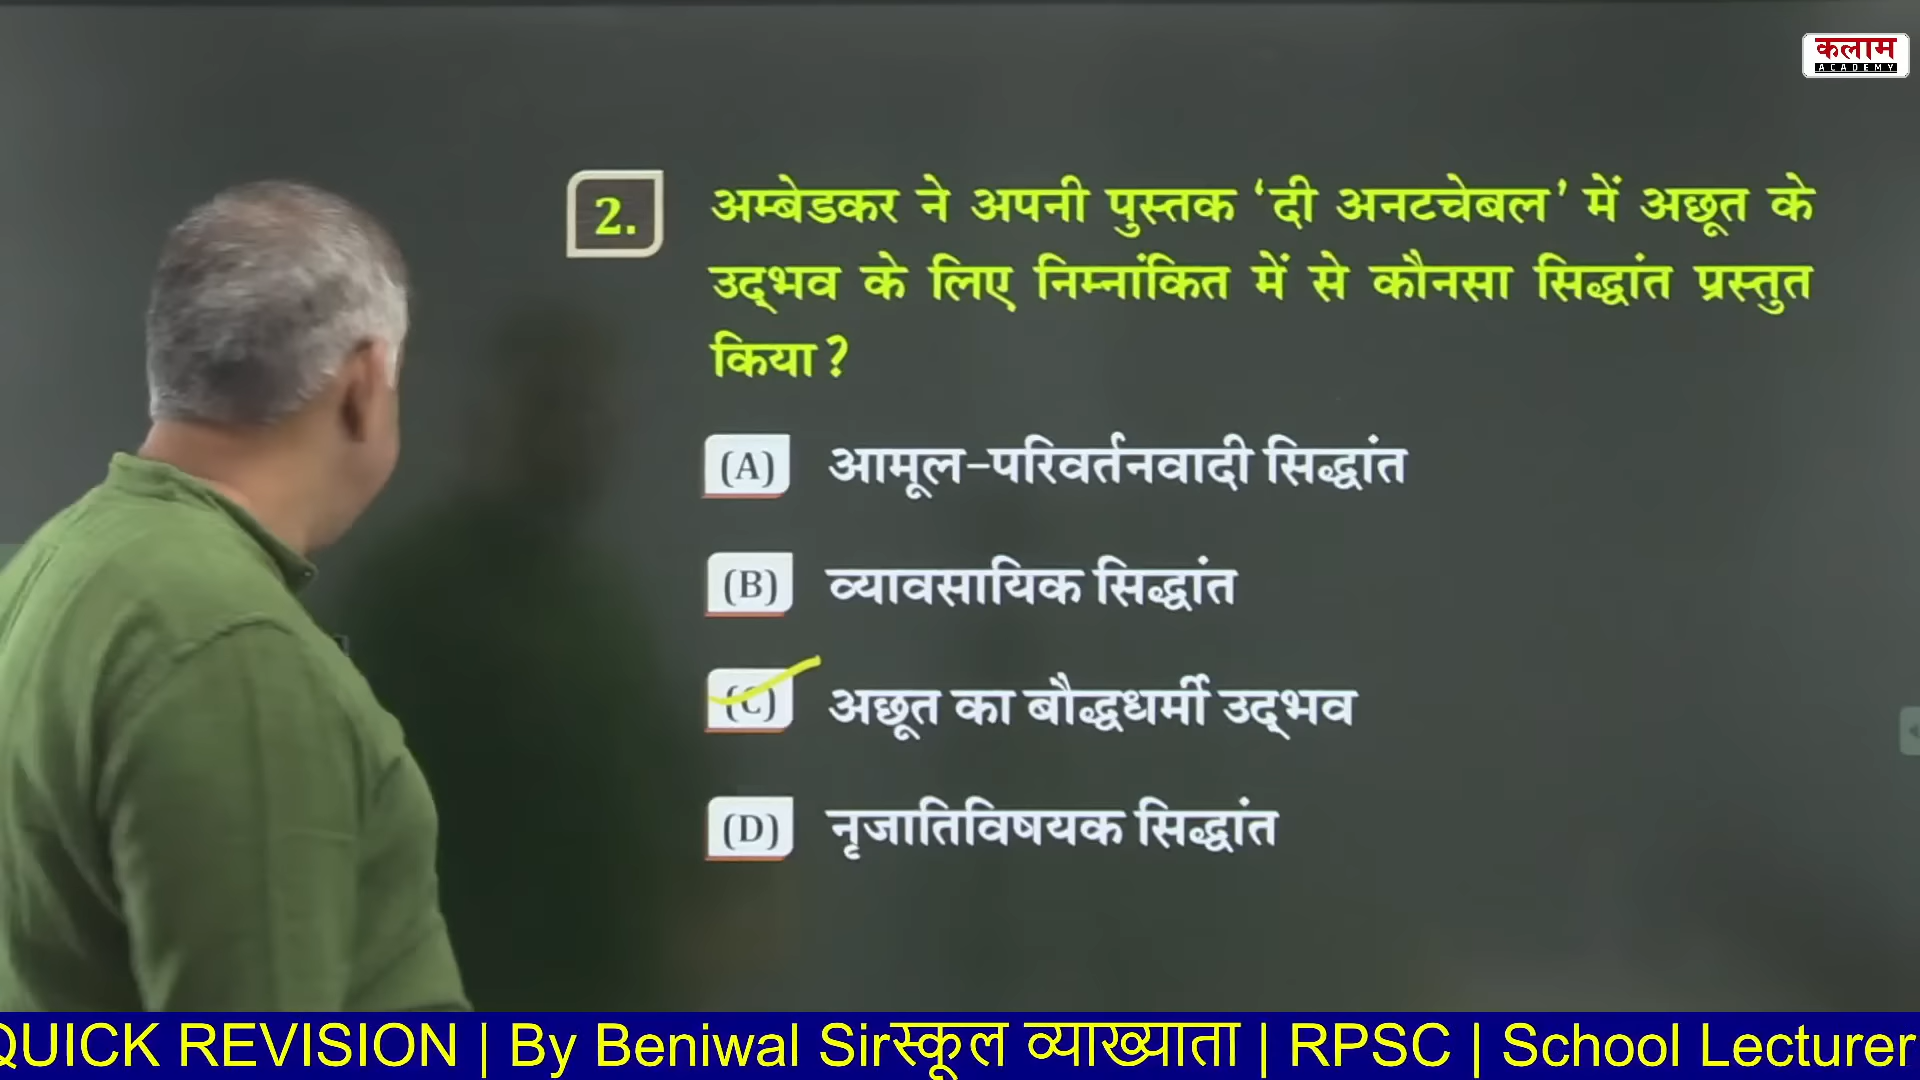 कलाम
ACADEMY
2. अम्बेडकर ने अपनी पुस्तक ‘दी अनटचेबल’ में अछूत के
उद्‌भव के लिए निम्नांकित में से कौनसा सिद्धांत प्रस्तुत
किया?
(A) आमूल-परिवर्तनवादी सिद्धांत
(B) व्यावसायिक सिद्धांत
(C) अछूत का बौद्धधर्मी उद्‌भव
(D) नृजातिविषयक सिद्धांत
QUICK REVISION | By Beniwal Sirस्कूल व्याख्याता | RPSC | School Lecturer